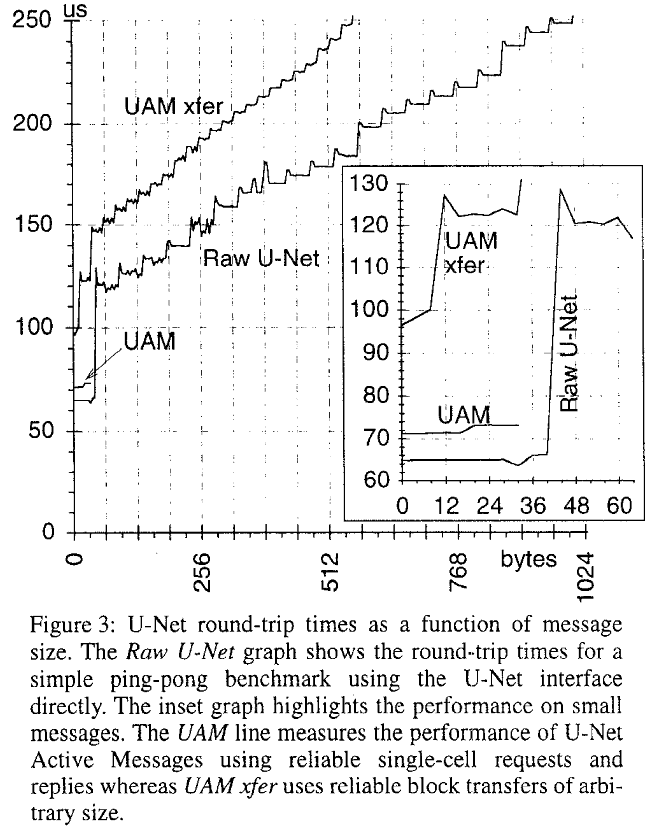 250 us
UAM xfer
200
150
Raw U-Net
100
UAM
50
0
0 256 512 768 bytes 1024
130
120
UAM
xfer
100
90
Raw U-Net
80
UAM
70
60
0 12 24 36 48 60
Figure 3: U-Net round-trip times as a function of message
size. The Raw U-Net graph shows the round-trip times for a
simple ping-pong benchmark using the U-Net interface
directly. The inset graph highlights the performance on small
messages. The UAM line measures the performance of U-Net
Active Messages using reliable single-cell requests and
replies whereas UAM xfer uses reliable block transfers of arbi-
trary size.